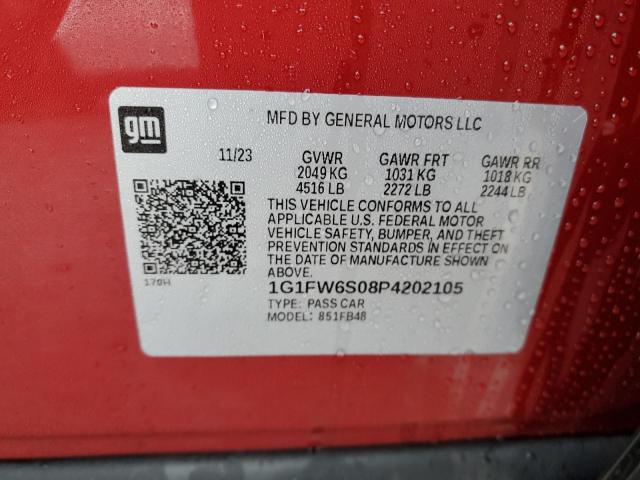 gm
MFD BY GENERAL MOTORS LLC
11/23 GVWR GAWR FRT GAWR RR
2049 KG 1031 KG 1018 KG
4516 LB 2272 LB 2244 LB
THIS VEHICLE CONFORMS TO ALL
APPLICABLE U.S. FEDERAL MOTOR
VEHICLE SAFETY, BUMPER, AND THEFT
PREVENTION STANDARDS IN EFFECT ON
THE DATE OF MANUFACTURE SHOWN
ABOVE.
170H
1G1FW6S08P4202105
TYPE: PASS CAR
MODEL: 851FB48